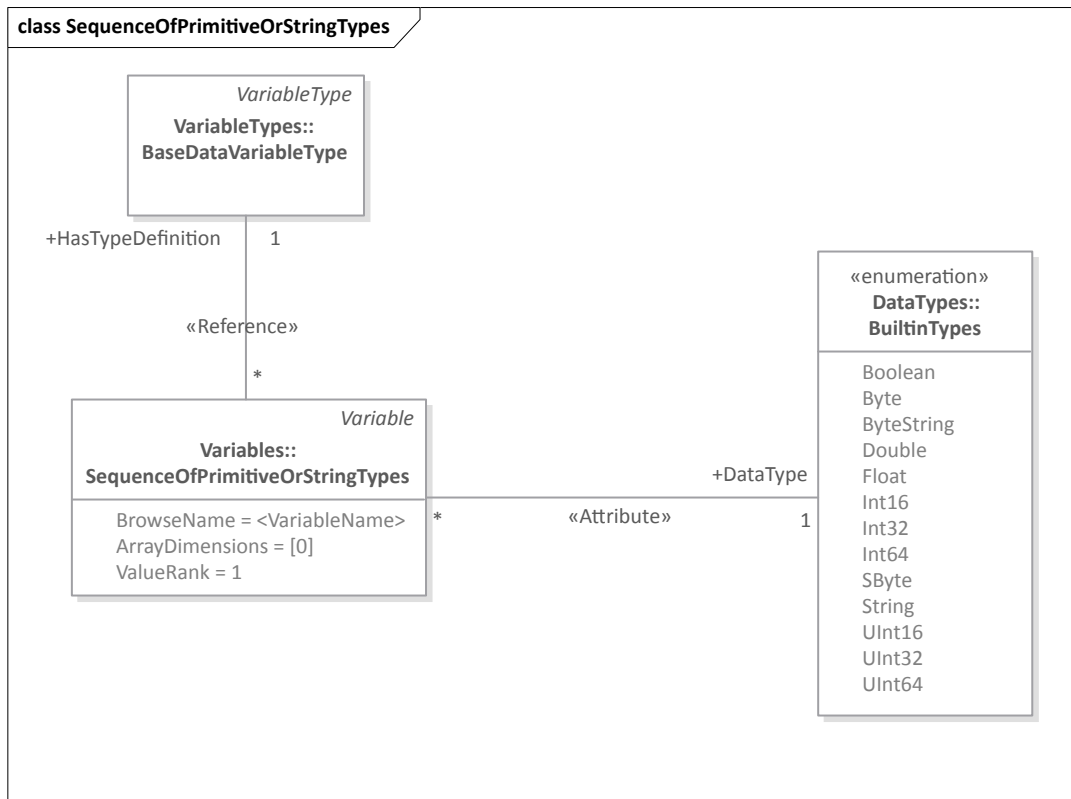 class SequenceOfPrimitiveOrStringTypes
VariableType
VariableTypes::
BaseDataVariableType
+HasTypeDefinition 1
«Reference»
*
Variable
Variables::
SequenceOfPrimitiveOrStringTypes
BrowseName = <VariableName>
ArrayDimensions = [0]
ValueRank = 1
+DataType
* «Attribute» 1
«enumeration»
DataTypes::
BuiltinTypes
Boolean
Byte
ByteString
Double
Float
Int16
Int32
Int64
SByte
String
UInt16
UInt32
UInt64